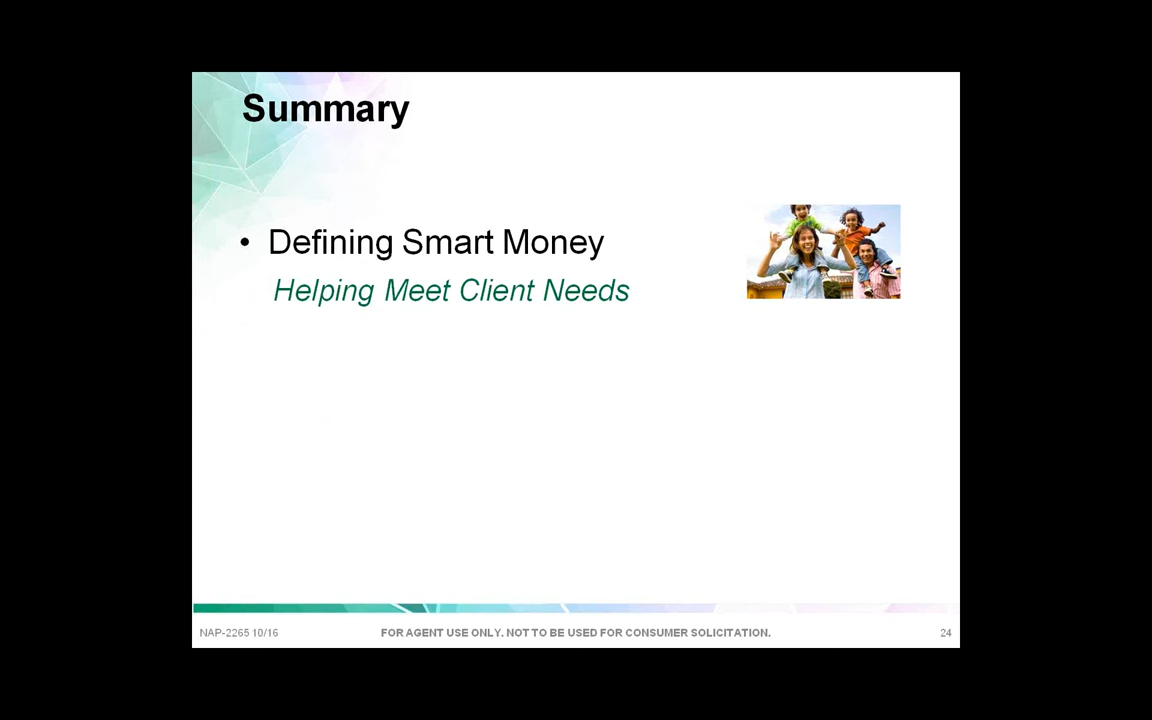 Summary
• Defining Smart Money
Helping Meet Client Needs
NAP-2265 10/16
FOR AGENT USE ONLY. NOT TO BE USED FOR CONSUMER SOLICITATION.
24